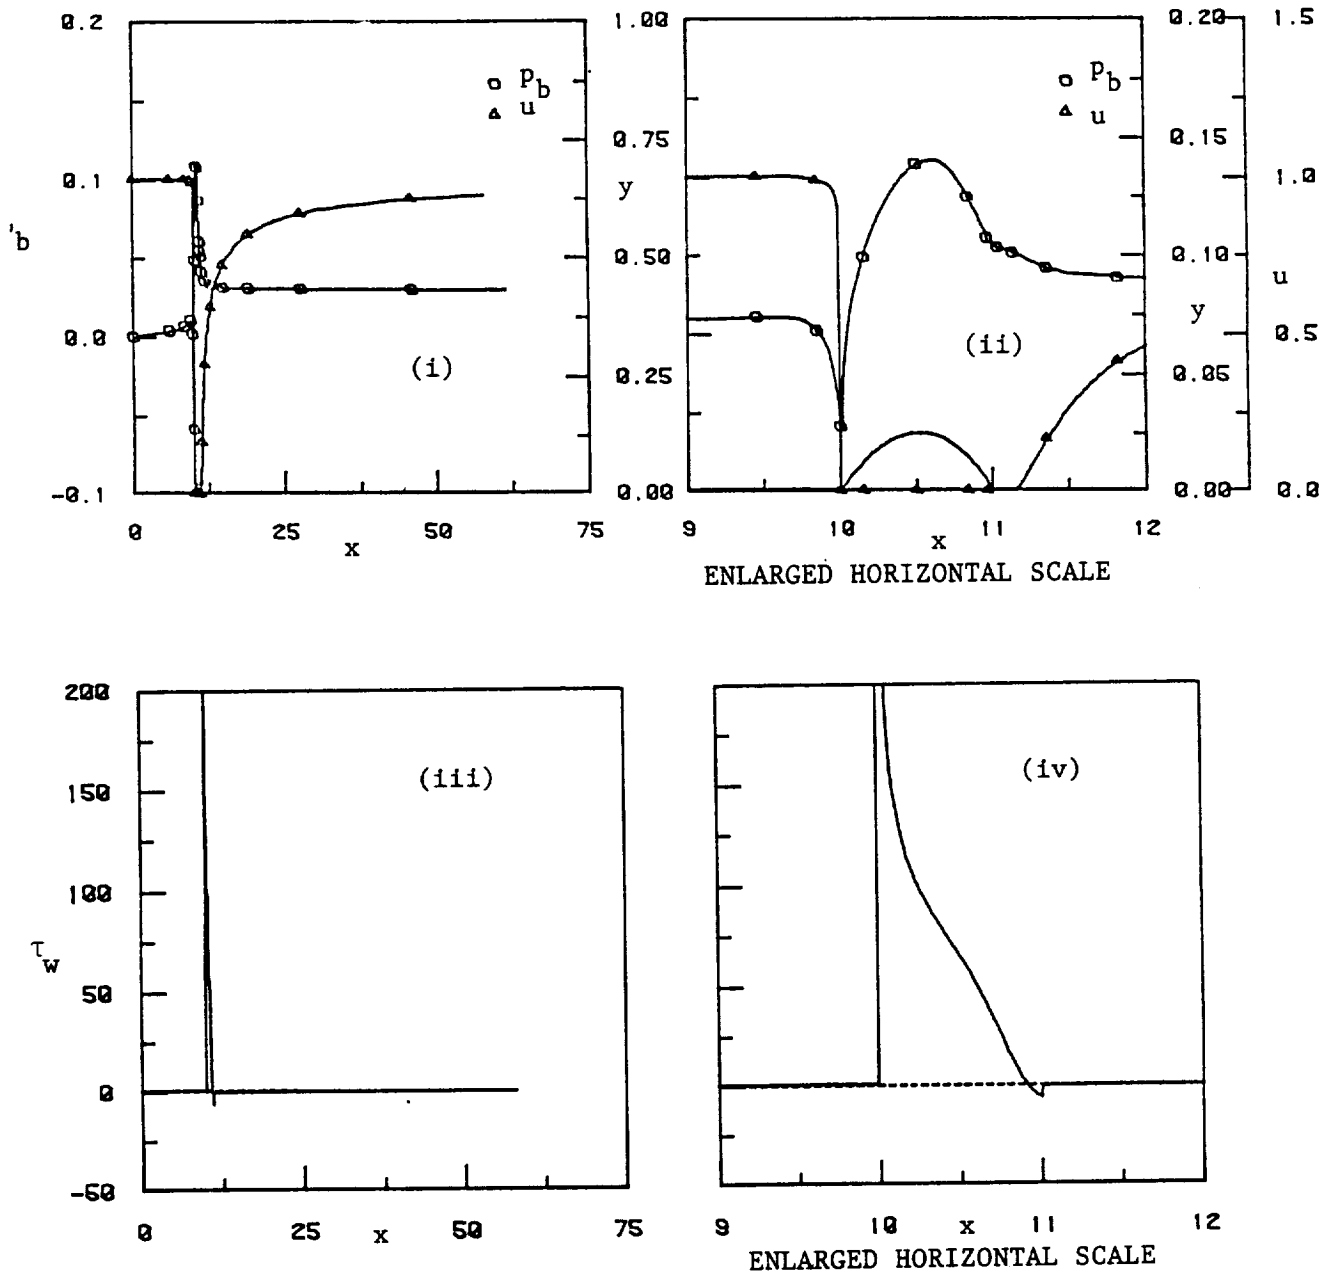 0.2
0.1
0.0
-0.1
'b
p_b
u
(i)
0 25 50 75
x
1.00
0.75
y
0.50
0.25
0.00
p_b
u
(ii)
9 10 11 12
x
ENLARGED HORIZONTAL SCALE
0.20
0.15
0.10
y
0.05
0.00
1.5
1.0
u
0.5
0.0
200
150
100
τ_w
50
0
-50
(iii)
0 25 50 75
x
(iv)
9 10 11 12
x
ENLARGED HORIZONTAL SCALE